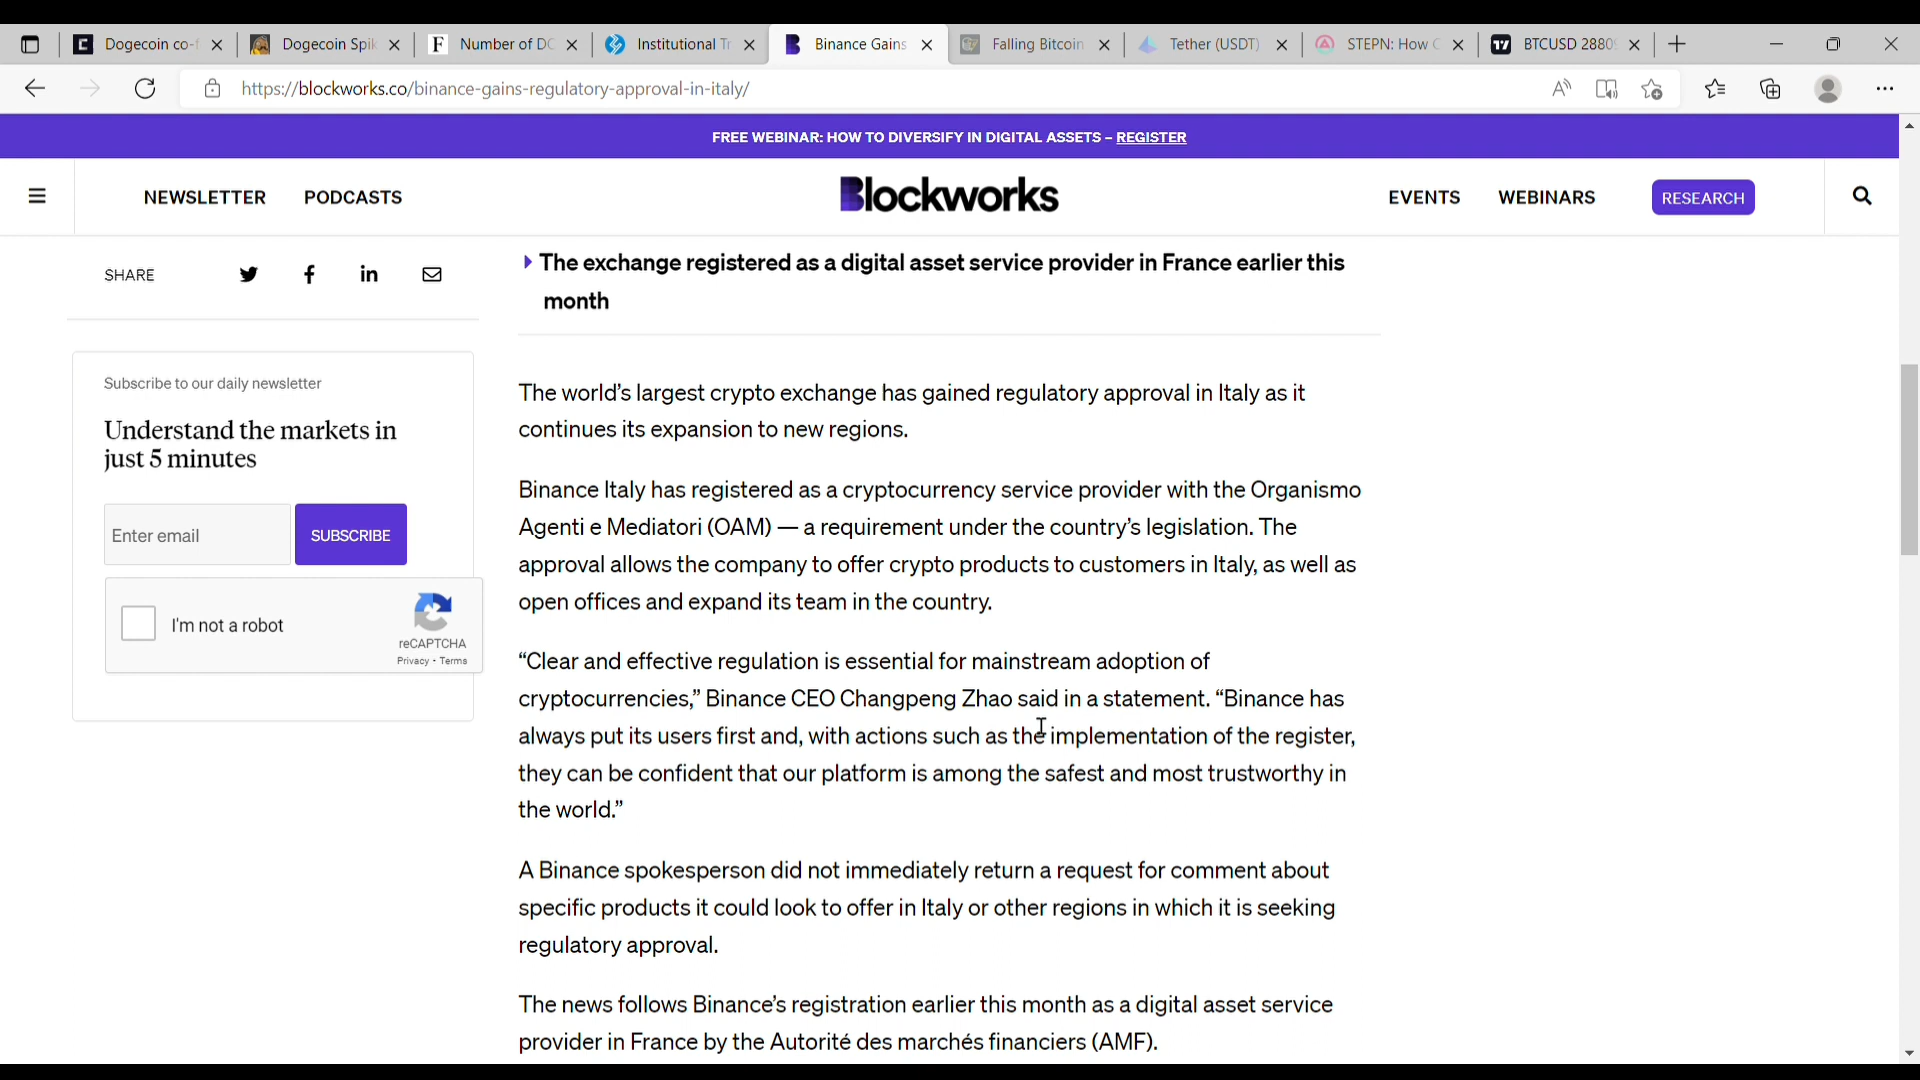 Dogecoin co-f
Dogecoin Spik
Number of DO
Institutional Tr
Binance Gains
Falling Bitcoin
Tether (USDT)
STEPN: How
BTCUSD 2880
https://blockworks.co/binance-gains-regulatory-approval-in-italy/
FREE WEBINAR: HOW TO DIVERSIFY IN DIGITAL ASSETS – REGISTER
NEWSLETTER PODCASTS
Blockworks
EVENTS WEBINARS RESEARCH
SHARE
Subscribe to our daily newsletter
Understand the markets in
just 5 minutes
Enter email SUBSCRIBE
I'm not a robot
reCAPTCHA
Privacy - Terms
The exchange registered as a digital asset service provider in France earlier this
month
The world’s largest crypto exchange has gained regulatory approval in Italy as it
continues its expansion to new regions.
Binance Italy has registered as a cryptocurrency service provider with the Organismo
Agenti e Mediatori (OAM) — a requirement under the country’s legislation. The
approval allows the company to offer crypto products to customers in Italy, as well as
open offices and expand its team in the country.
“Clear and effective regulation is essential for mainstream adoption of
cryptocurrencies,” Binance CEO Changpeng Zhao said in a statement. “Binance has
always put its users first and, with actions such as the implementation of the register,
they can be confident that our platform is among the safest and most trustworthy in
the world.”
A Binance spokesperson did not immediately return a request for comment about
specific products it could look to offer in Italy or other regions in which it is seeking
regulatory approval.
The news follows Binance’s registration earlier this month as a digital asset service
provider in France by the Autorité des marchés financiers (AMF).